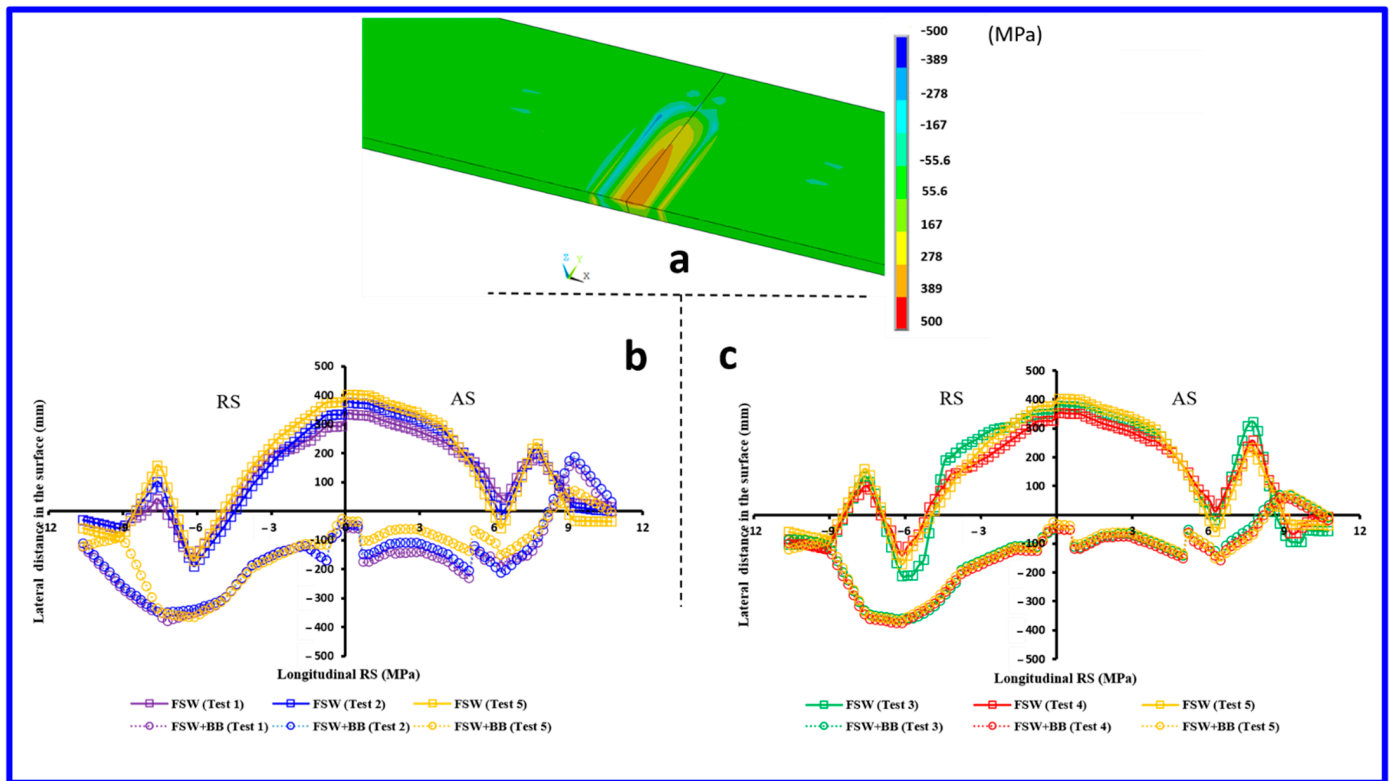 -500
(MPa)
-389
-278
-167
-55.6
55.6
167
278
389
500
Z
Y
X
a
b
c
Lateral distance in the surface (mm)
500
400
300
200
100
−100
−200
−300
−400
−500
RS
AS
-12
-9
-6
-3
0
3
6
9
12
Longitudinal RS (MPa)
FSW (Test 1)
FSW (Test 2)
FSW (Test 5)
FSW+BB (Test 1)
FSW+BB (Test 2)
FSW+BB (Test 5)
Lateral distance in the surface (mm)
500
400
300
200
100
−100
−200
−300
−400
−500
RS
AS
-12
-9
-6
-3
0
3
6
9
12
Longitudinal RS (MPa)
FSW (Test 3)
FSW (Test 4)
FSW (Test 5)
FSW+BB (Test 3)
FSW+BB (Test 4)
FSW+BB (Test 5)